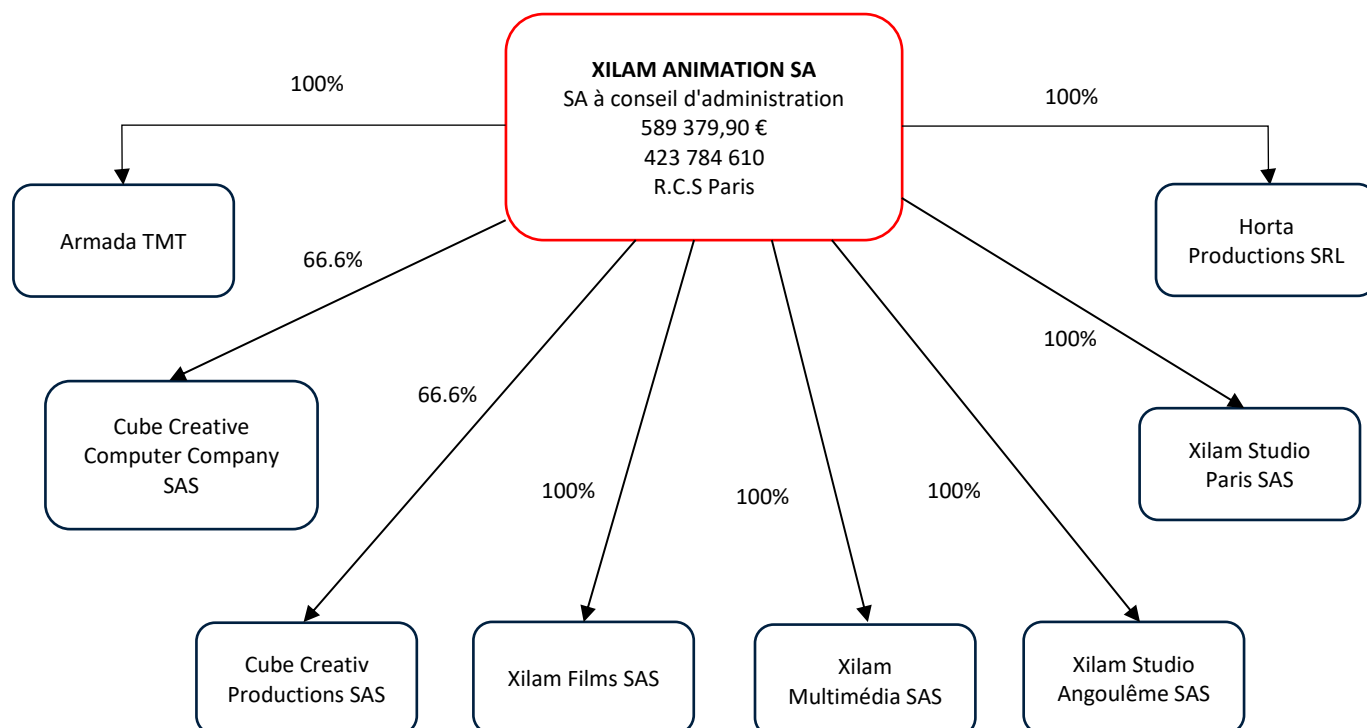 XILAM ANIMATION SA
SA à conseil d'administration
589 379,90 €
423 784 610
R.C.S Paris
100%
100%
Armada TMT
Horta
Productions SRL
66.6%
100%
66.6%
Cube Creative
Computer Company
SAS
Xilam Studio
Paris SAS
100%
100%
100%
Cube Creativ
Productions SAS
Xilam Films SAS
Xilam
Multimédia SAS
Xilam Studio
Angoulême SAS